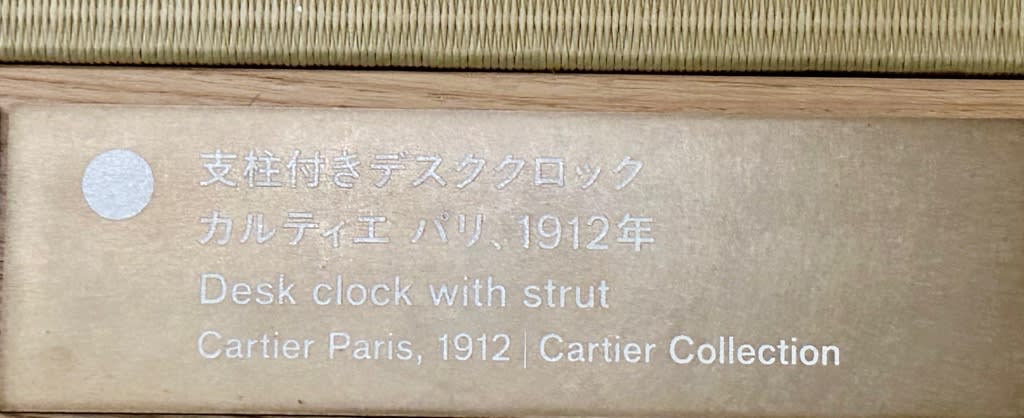 支柱付きデスククロック
カルティエ パリ、1912年
Desk clock with strut
Cartier Paris, 1912 | Cartier Collection